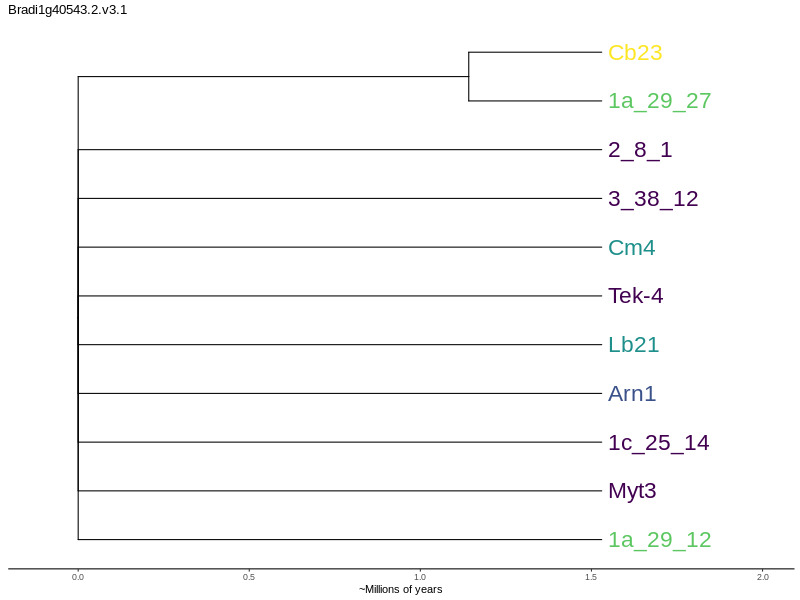 Bradi1g40543.2.v3.1
Cb23
1a_29_27
2_8_1
3_38_12
Cm4
Tek-4
Lb21
Arn1
1c_25_14
Myt3
1a_29_12
0.0 0.5 1.0 1.5 2.0
~Millions of years